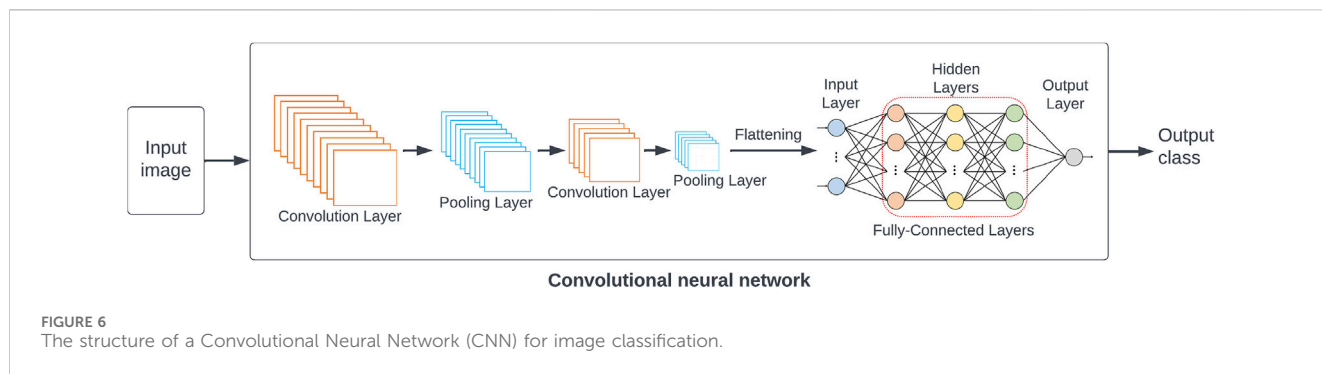 Input
image
Convolution Layer
Pooling Layer
Convolution Layer
Pooling Layer
Flattening
Input
Layer
Hidden
Layers
Output
Layer
Fully-Connected Layers
Output
class
Convolutional neural network
FIGURE 6
The structure of a Convolutional Neural Network (CNN) for image classification.